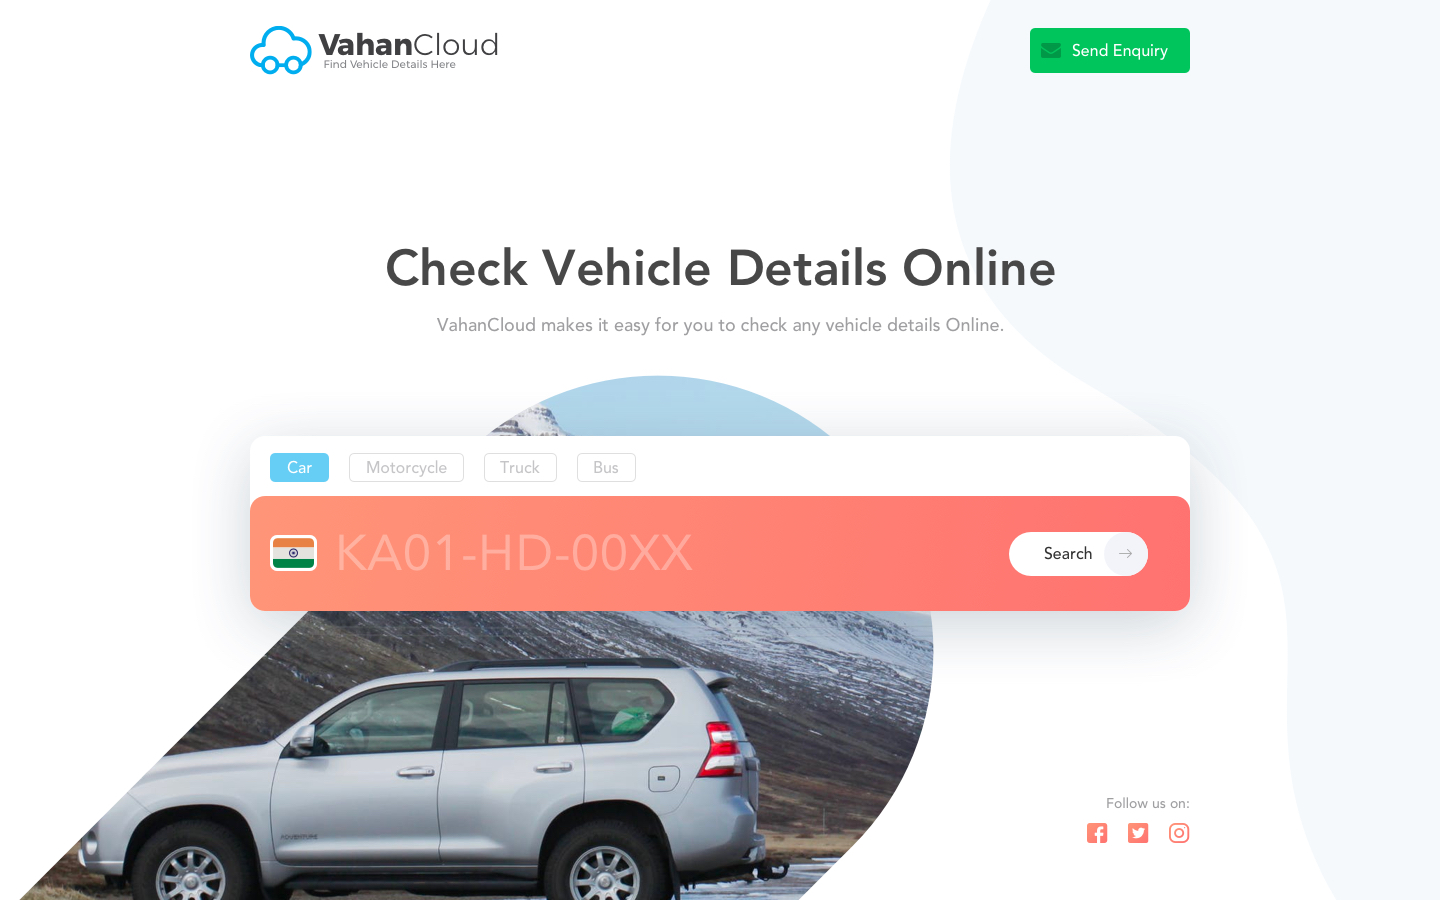 VahanCloud
Find Vehicle Details Here
Send Enquiry
Check Vehicle Details Online
VahanCloud makes it easy for you to check any vehicle details Online.
Car
Motorcycle
Truck
Bus
KA01-HD-00XX
Search
Follow us on: